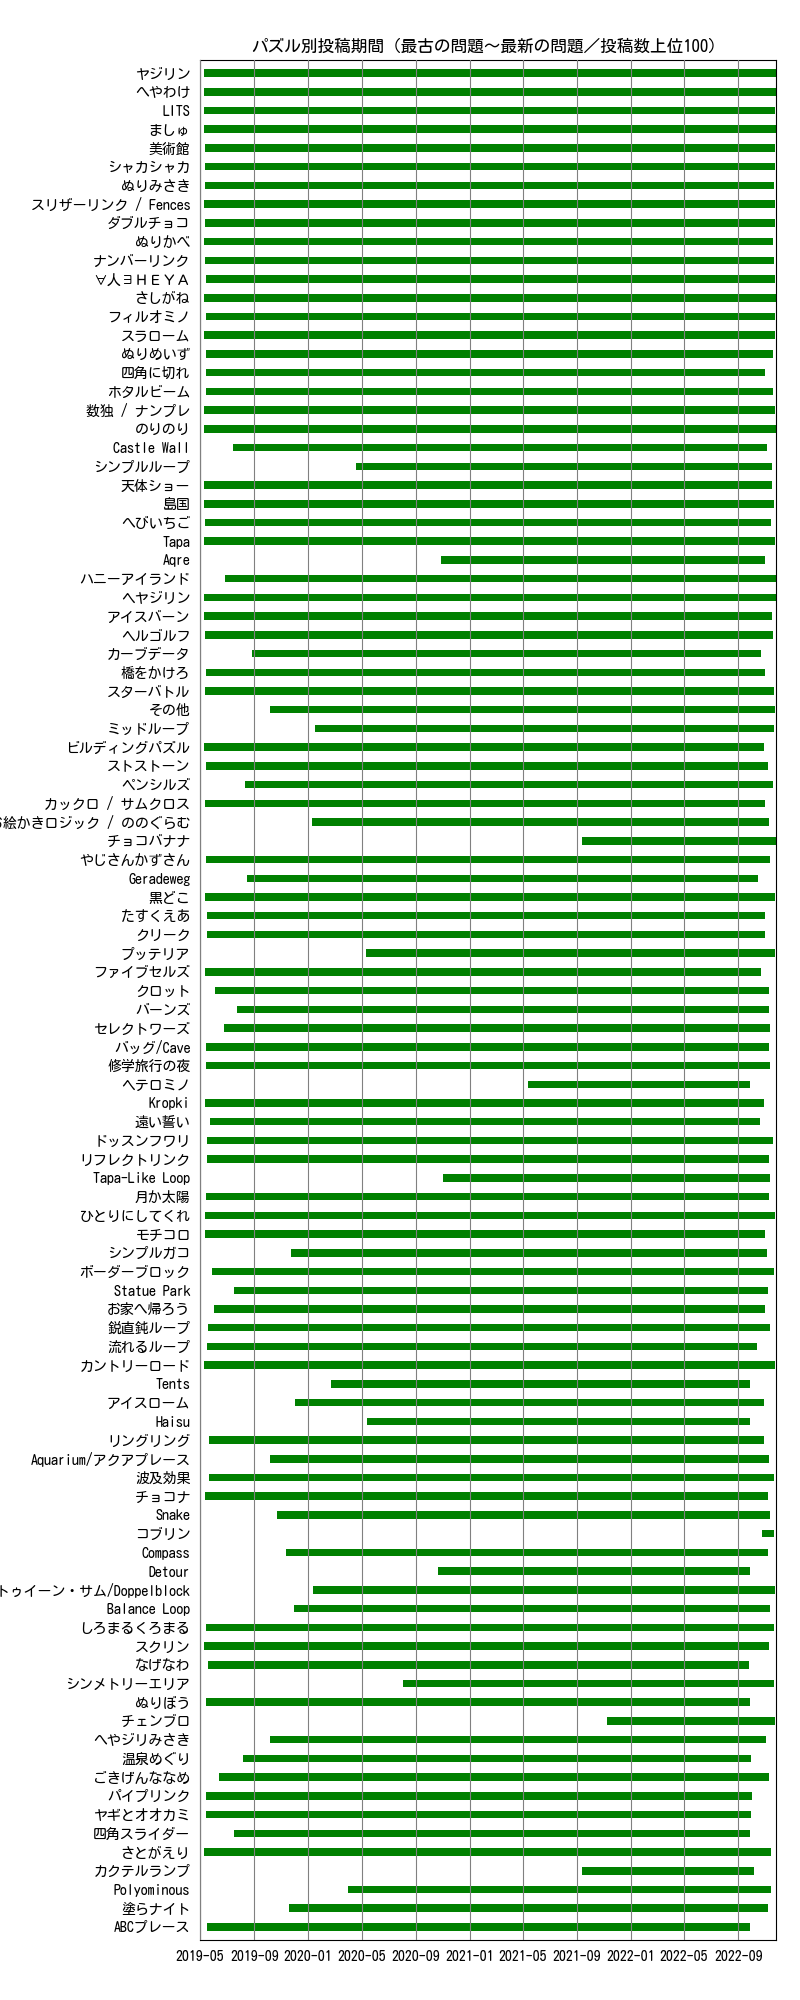 パズル別投稿期間（最古の問題～最新の問題／投稿数上位100）
ヤジリン
へやわけ
LITS
ましゅ
美術館
シャカシャカ
ぬりみさき
スリザーリンク / Fences
ダブルチョコ
ぬりかべ
ナンバーリンク
∀人∃ＨＥＹＡ
さしがね
フィルオミノ
スラローム
ぬりめいず
四角に切れ
ホタルビーム
数独 / ナンプレ
のりのり
Castle Wall
シンプルループ
天体ショー
島国
へびいちご
Tapa
Aqre
ハニーアイランド
ヘヤジリン
アイスバーン
ヘルゴルフ
カーブデータ
橋をかけろ
スターバトル
その他
ミッドループ
ビルディングパズル
ストストーン
ペンシルズ
カックロ / サムクロス
絵かきロジック / ののぐらむ
チョコバナナ
やじさんかずさん
Geradeweg
黒どこ
たすくえあ
クリーク
プッテリア
ファイブセルズ
クロット
バーンズ
セレクトワーズ
バッグ/Cave
修学旅行の夜
ヘテロミノ
Kropki
遠い誓い
ドッスンフワリ
リフレクトリンク
Tapa-Like Loop
月か太陽
ひとりにしてくれ
モチコロ
シンプルガコ
ボーダーブロック
Statue Park
お家へ帰ろう
鋭直鈍ループ
流れるループ
カントリーロード
Tents
アイスローム
Haisu
リングリング
Aquarium/アクアプレース
波及効果
チョコナ
Snake
コブリン
Compass
Detour
トゥイーン・サム/Doppelblock
Balance Loop
しろまるくろまる
スクリン
なげなわ
シンメトリーエリア
ぬりぼう
チェンブロ
へやジリみさき
温泉めぐり
ごきげんななめ
パイプリンク
ヤギとオオカミ
四角スライダー
さとがえり
カクテルランプ
Polyominous
塗らナイト
ABCプレース
2019-05 2019-09 2020-01 2020-05 2020-09 2021-01 2021-05 2021-09 2022-01 2022-05 2022-09